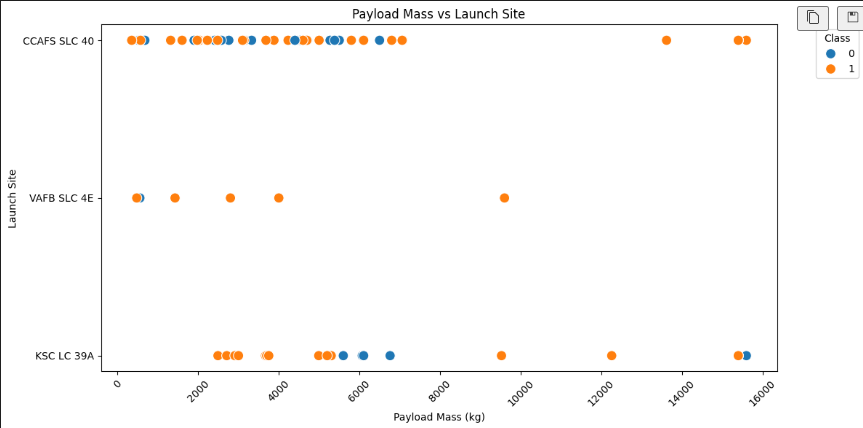 Payload Mass vs Launch Site
Class
0
1
CCAFS SLC 40
VAFB SLC 4E
KSC LC 39A
Launch Site
0
2000
4000
6000
8000
10000
12000
14000
16000
Payload Mass (kg)